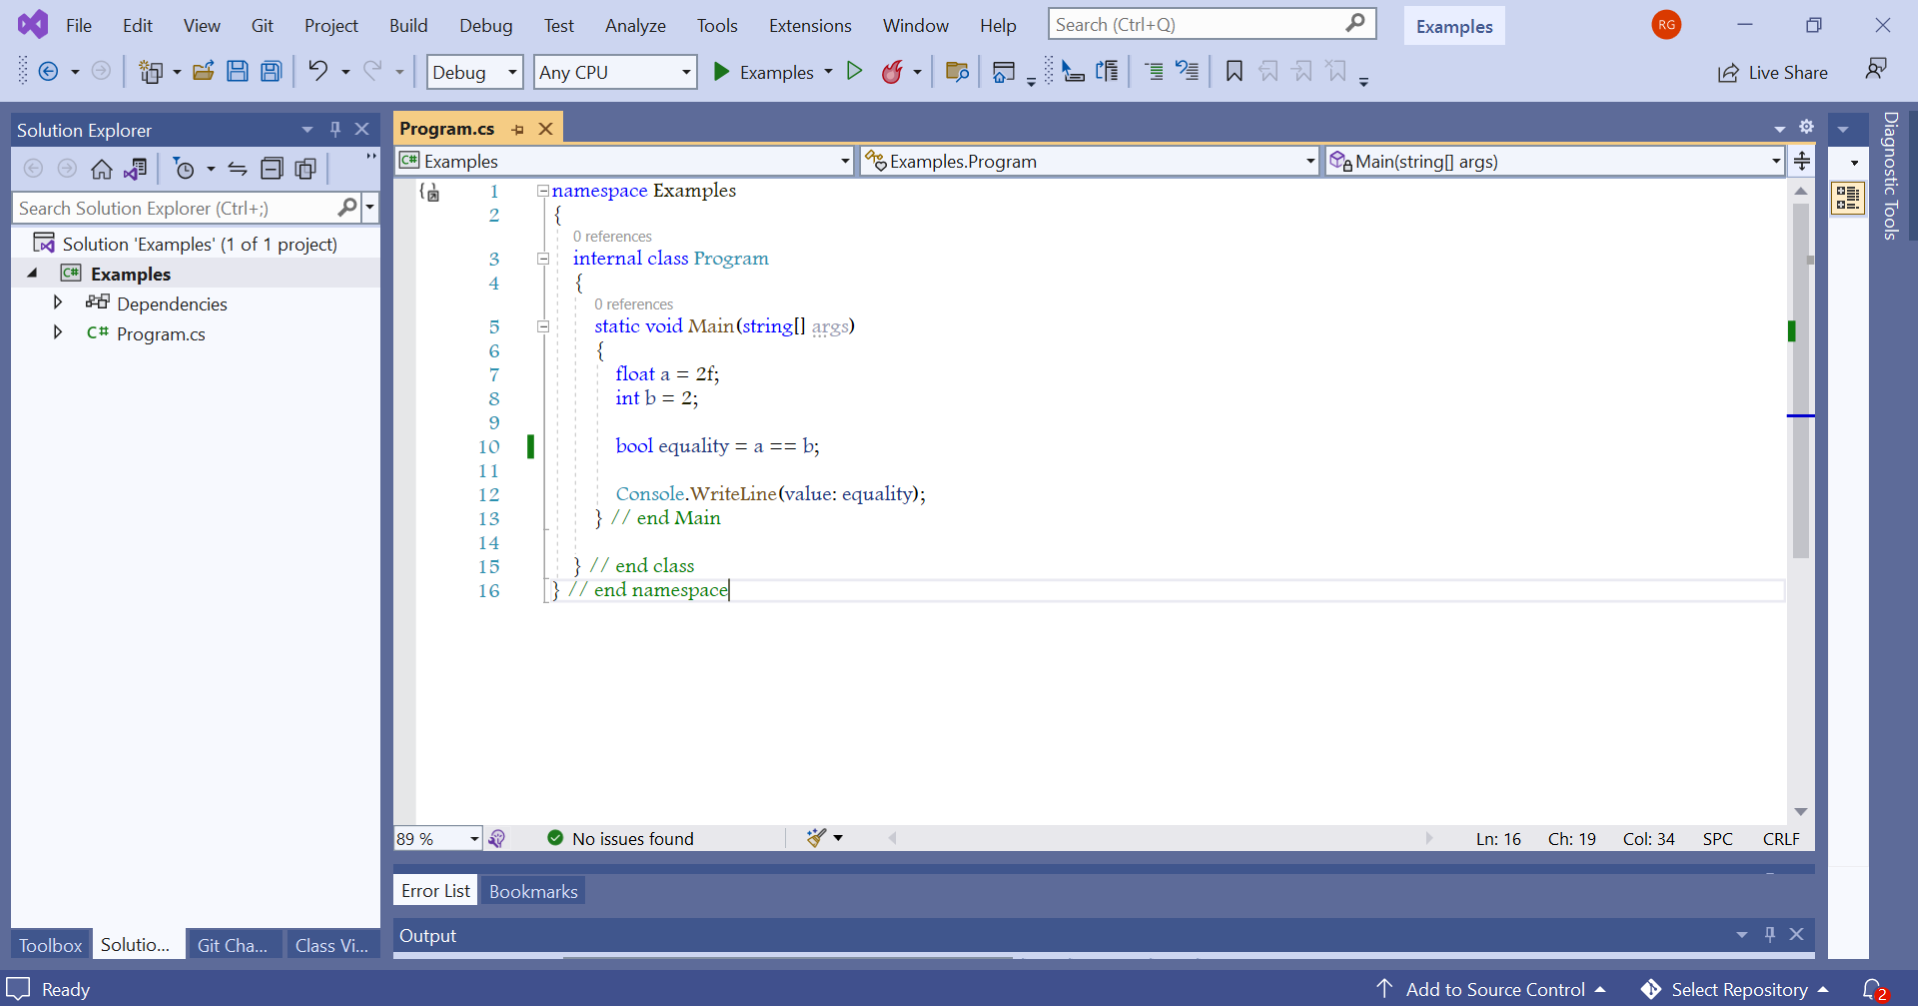 File Edit View Git Project Build Debug Test Analyze Tools Extensions Window Help Search (Ctrl+Q) Examples RG
Debug Any CPU Examples Live Share
Solution Explorer
Search Solution Explorer (Ctrl+;)
Solution 'Examples' (1 of 1 project)
C# Examples
Dependencies
C# Program.cs
Toolbox Solutio... Git Cha... Class Vi...
Program.cs
C# Examples Examples.Program Main(string[] args)
1 namespace Examples
2 {
0 references
3 internal class Program
4 {
0 references
5 static void Main(string[] args)
6 {
7 float a = 2f;
8 int b = 2;
9
10 bool equality = a == b;
11
12 Console.WriteLine(value: equality);
13 } // end Main
14
15 } // end class
16 } // end namespace
89 % No issues found Ln: 16 Ch: 19 Col: 34 SPC CRLF
Error List Bookmarks
Output
Diagnostic Tools
Ready Add to Source Control Select Repository 2